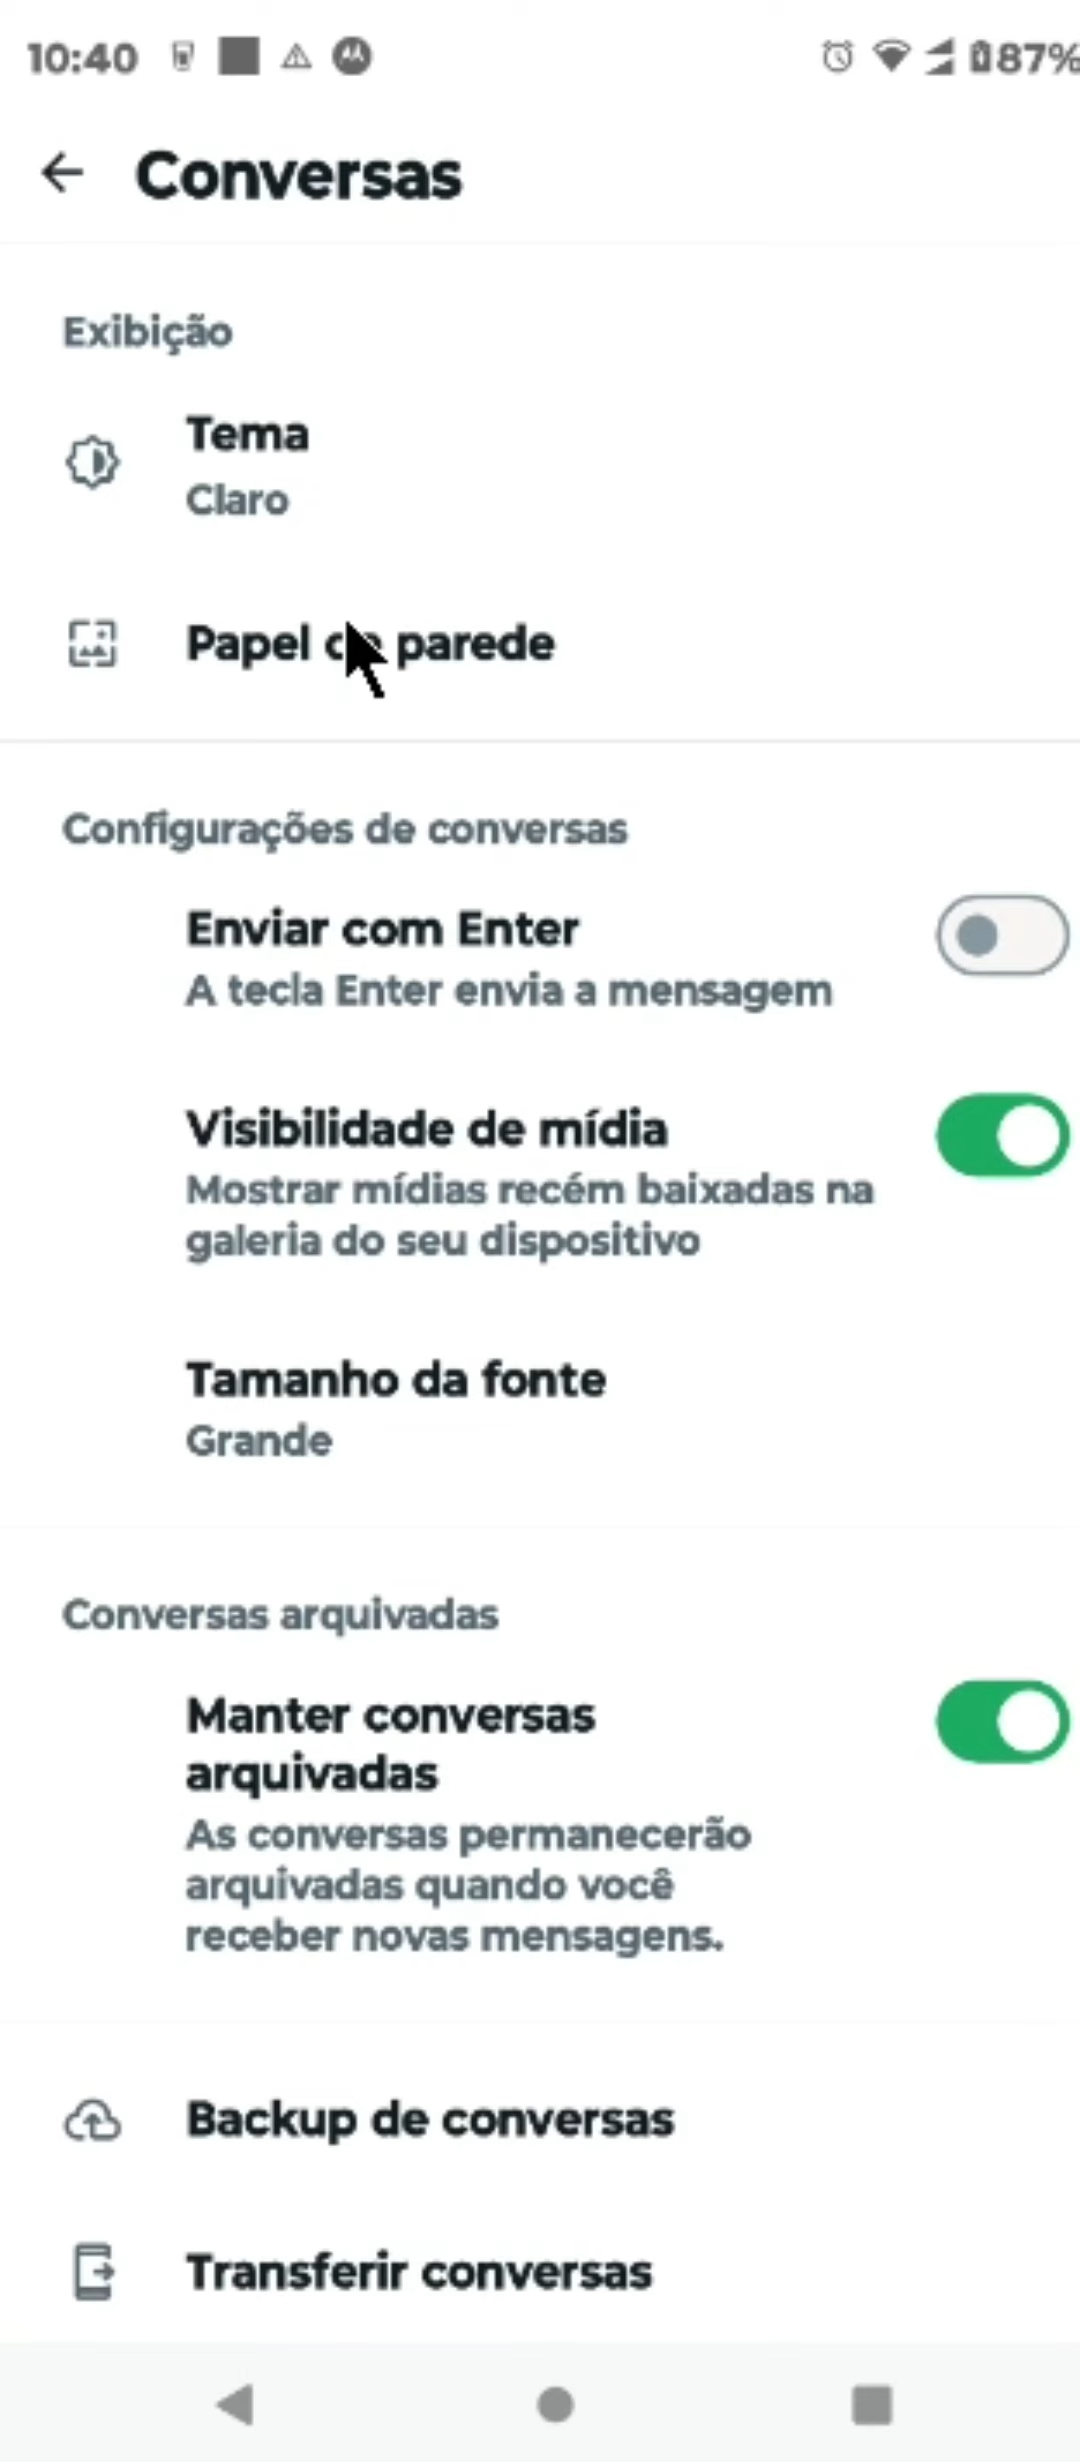 10:40 87%
Conversas
Exibição
Tema
Claro
Papel de parede
Configurações de conversas
Enviar com Enter
A tecla Enter envia a mensagem
Visibilidade de mídia
Mostrar mídias recém baixadas na
galeria do seu dispositivo
Tamanho da fonte
Grande
Conversas arquivadas
Manter conversas
arquivadas
As conversas permanecerão
arquivadas quando você
receber novas mensagens.
Backup de conversas
Transferir conversas